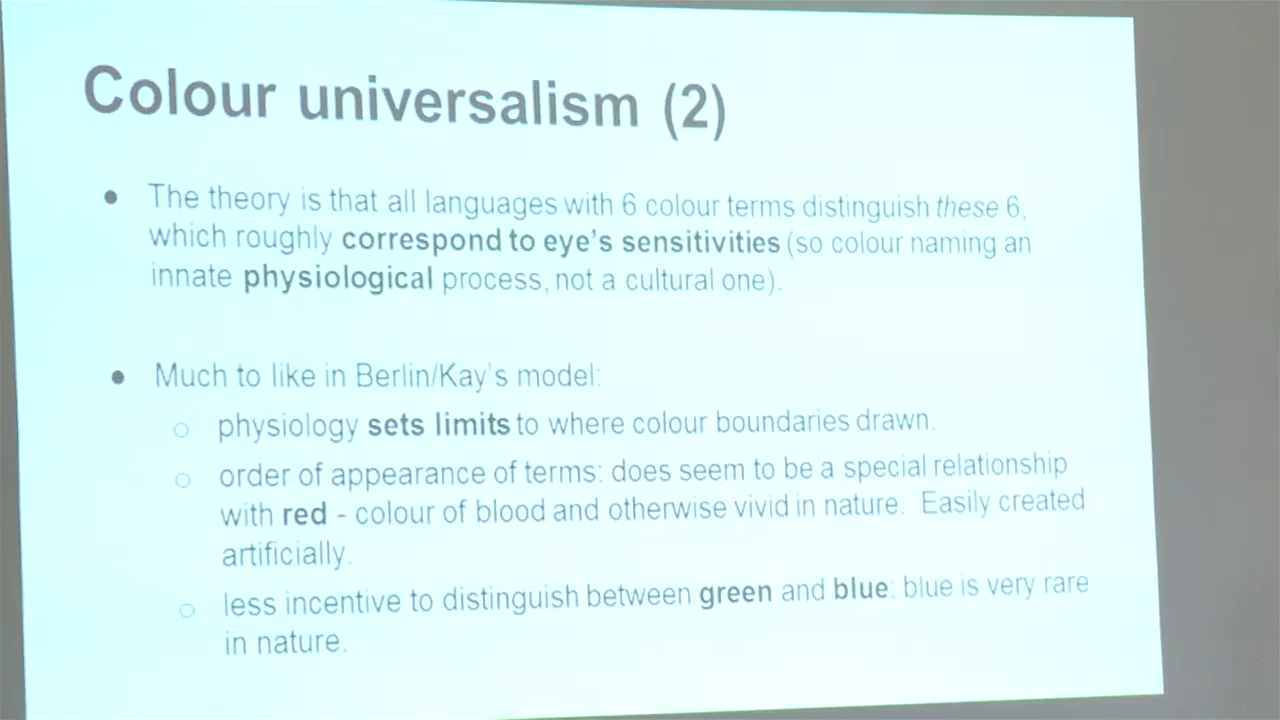 Colour universalism (2)
● The theory is that all languages with 6 colour terms distinguish these 6,
which roughly correspond to eye's sensitivities (so colour naming an
innate physiological process, not a cultural one).
● Much to like in Berlin/Kay's model:
○ physiology sets limits to where colour boundaries drawn.
○ order of appearance of terms: does seem to be a special relationship
with red - colour of blood and otherwise vivid in nature. Easily created
artificially.
○ less incentive to distinguish between green and blue: blue is very rare
in nature.